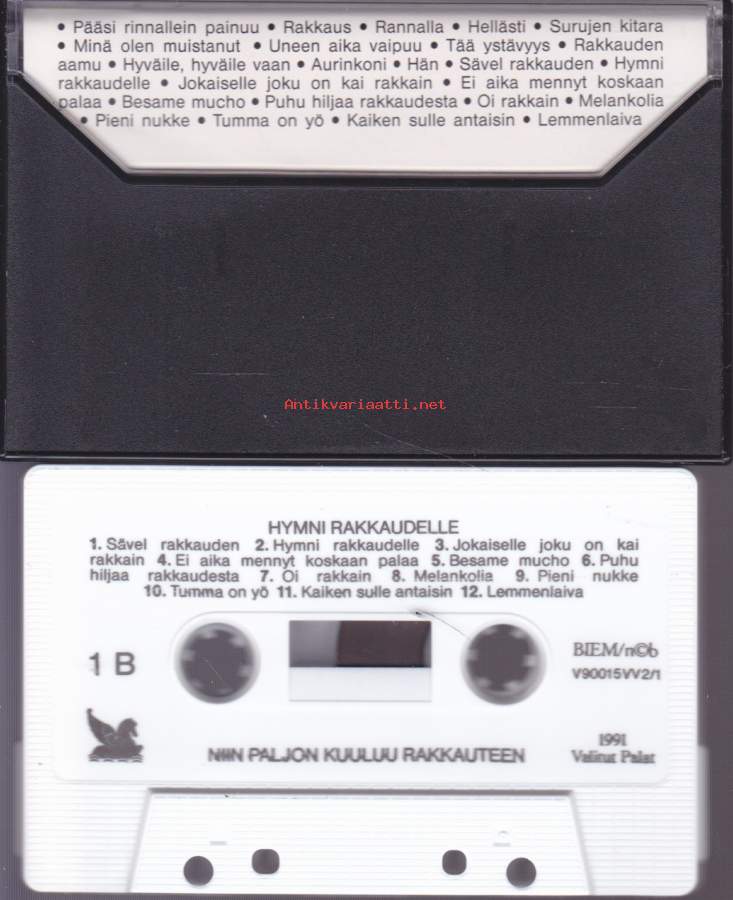 • Pääsi rinnallein painuu • Rakkaus • Rannalla • Hellästi • Surujen kitara
• Minä olen muistanut • Uneen aika vaipuu • Tää ystävyys • Rakkauden
aamu • Hyväile, hyväile vaan • Aurinkoni • Hän • Sävel rakkauden • Hymni
rakkaudelle • Jokaiselle joku on kai rakkain • Ei aika mennyt koskaan
palaa • Besame mucho • Puhu hiljaa rakkaudesta • Oi rakkain • Melankolia
• Pieni nukke • Tumma on yö • Kaiken sulle antaisin • Lemmenlaiva
Antikvariaatti.net
HYMNI RAKKAUDELLE
1. Sävel rakkauden 2. Hymni rakkaudelle 3. Jokaiselle joku on kai
rakkain 4. Ei aika mennyt koskaan palaa 5. Besame mucho 6. Puhu
hiljaa rakkaudesta 7. Oi rakkain 8. Melankolia 9. Pieni nukke
10. Tumma on yö 11. Kaiken sulle antaisin 12. Lemmenlaiva
1 B
BIEM/n©b
V90015VV2/1
NIIN PALJON KUULUU RAKKAUTEEN
1991
Valitut Palat